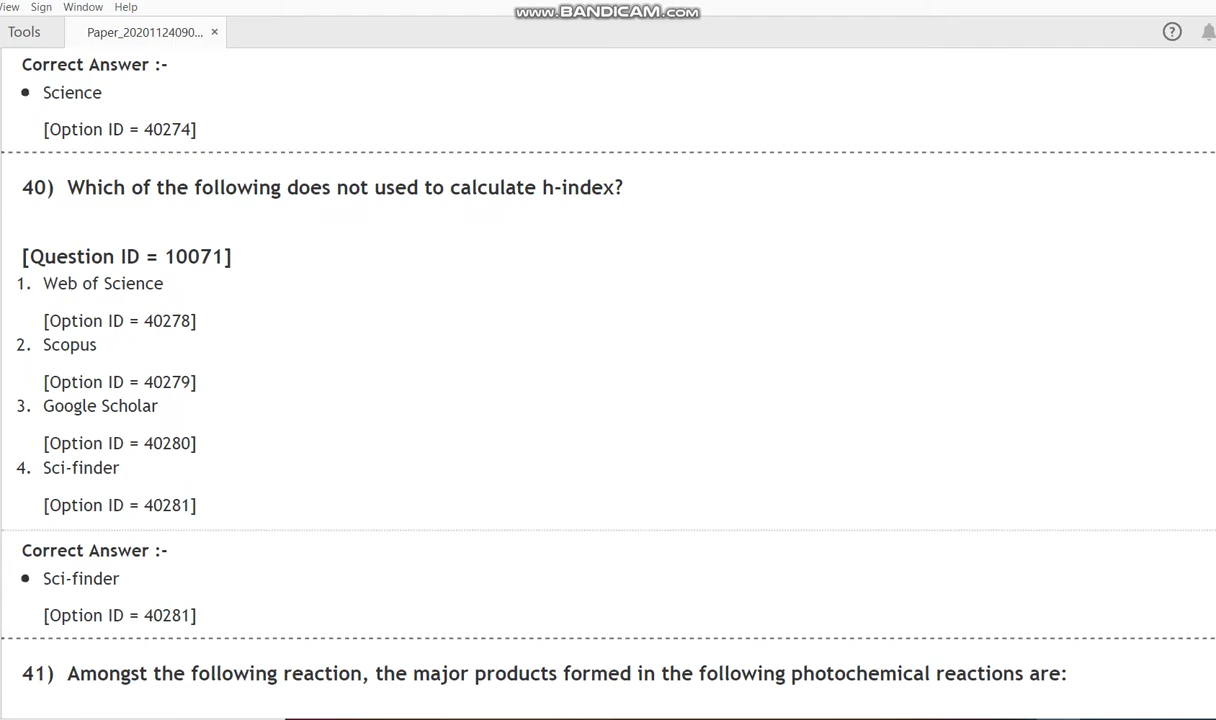 View Sign Window Help
www.BANDICAM.com
Tools Paper_20201124090... ×
?
Correct Answer :-
• Science
[Option ID = 40274]
40) Which of the following does not used to calculate h-index?
[Question ID = 10071]
1. Web of Science
[Option ID = 40278]
2. Scopus
[Option ID = 40279]
3. Google Scholar
[Option ID = 40280]
4. Sci-finder
[Option ID = 40281]
Correct Answer :-
• Sci-finder
[Option ID = 40281]
41) Amongst the following reaction, the major products formed in the following photochemical reactions are: